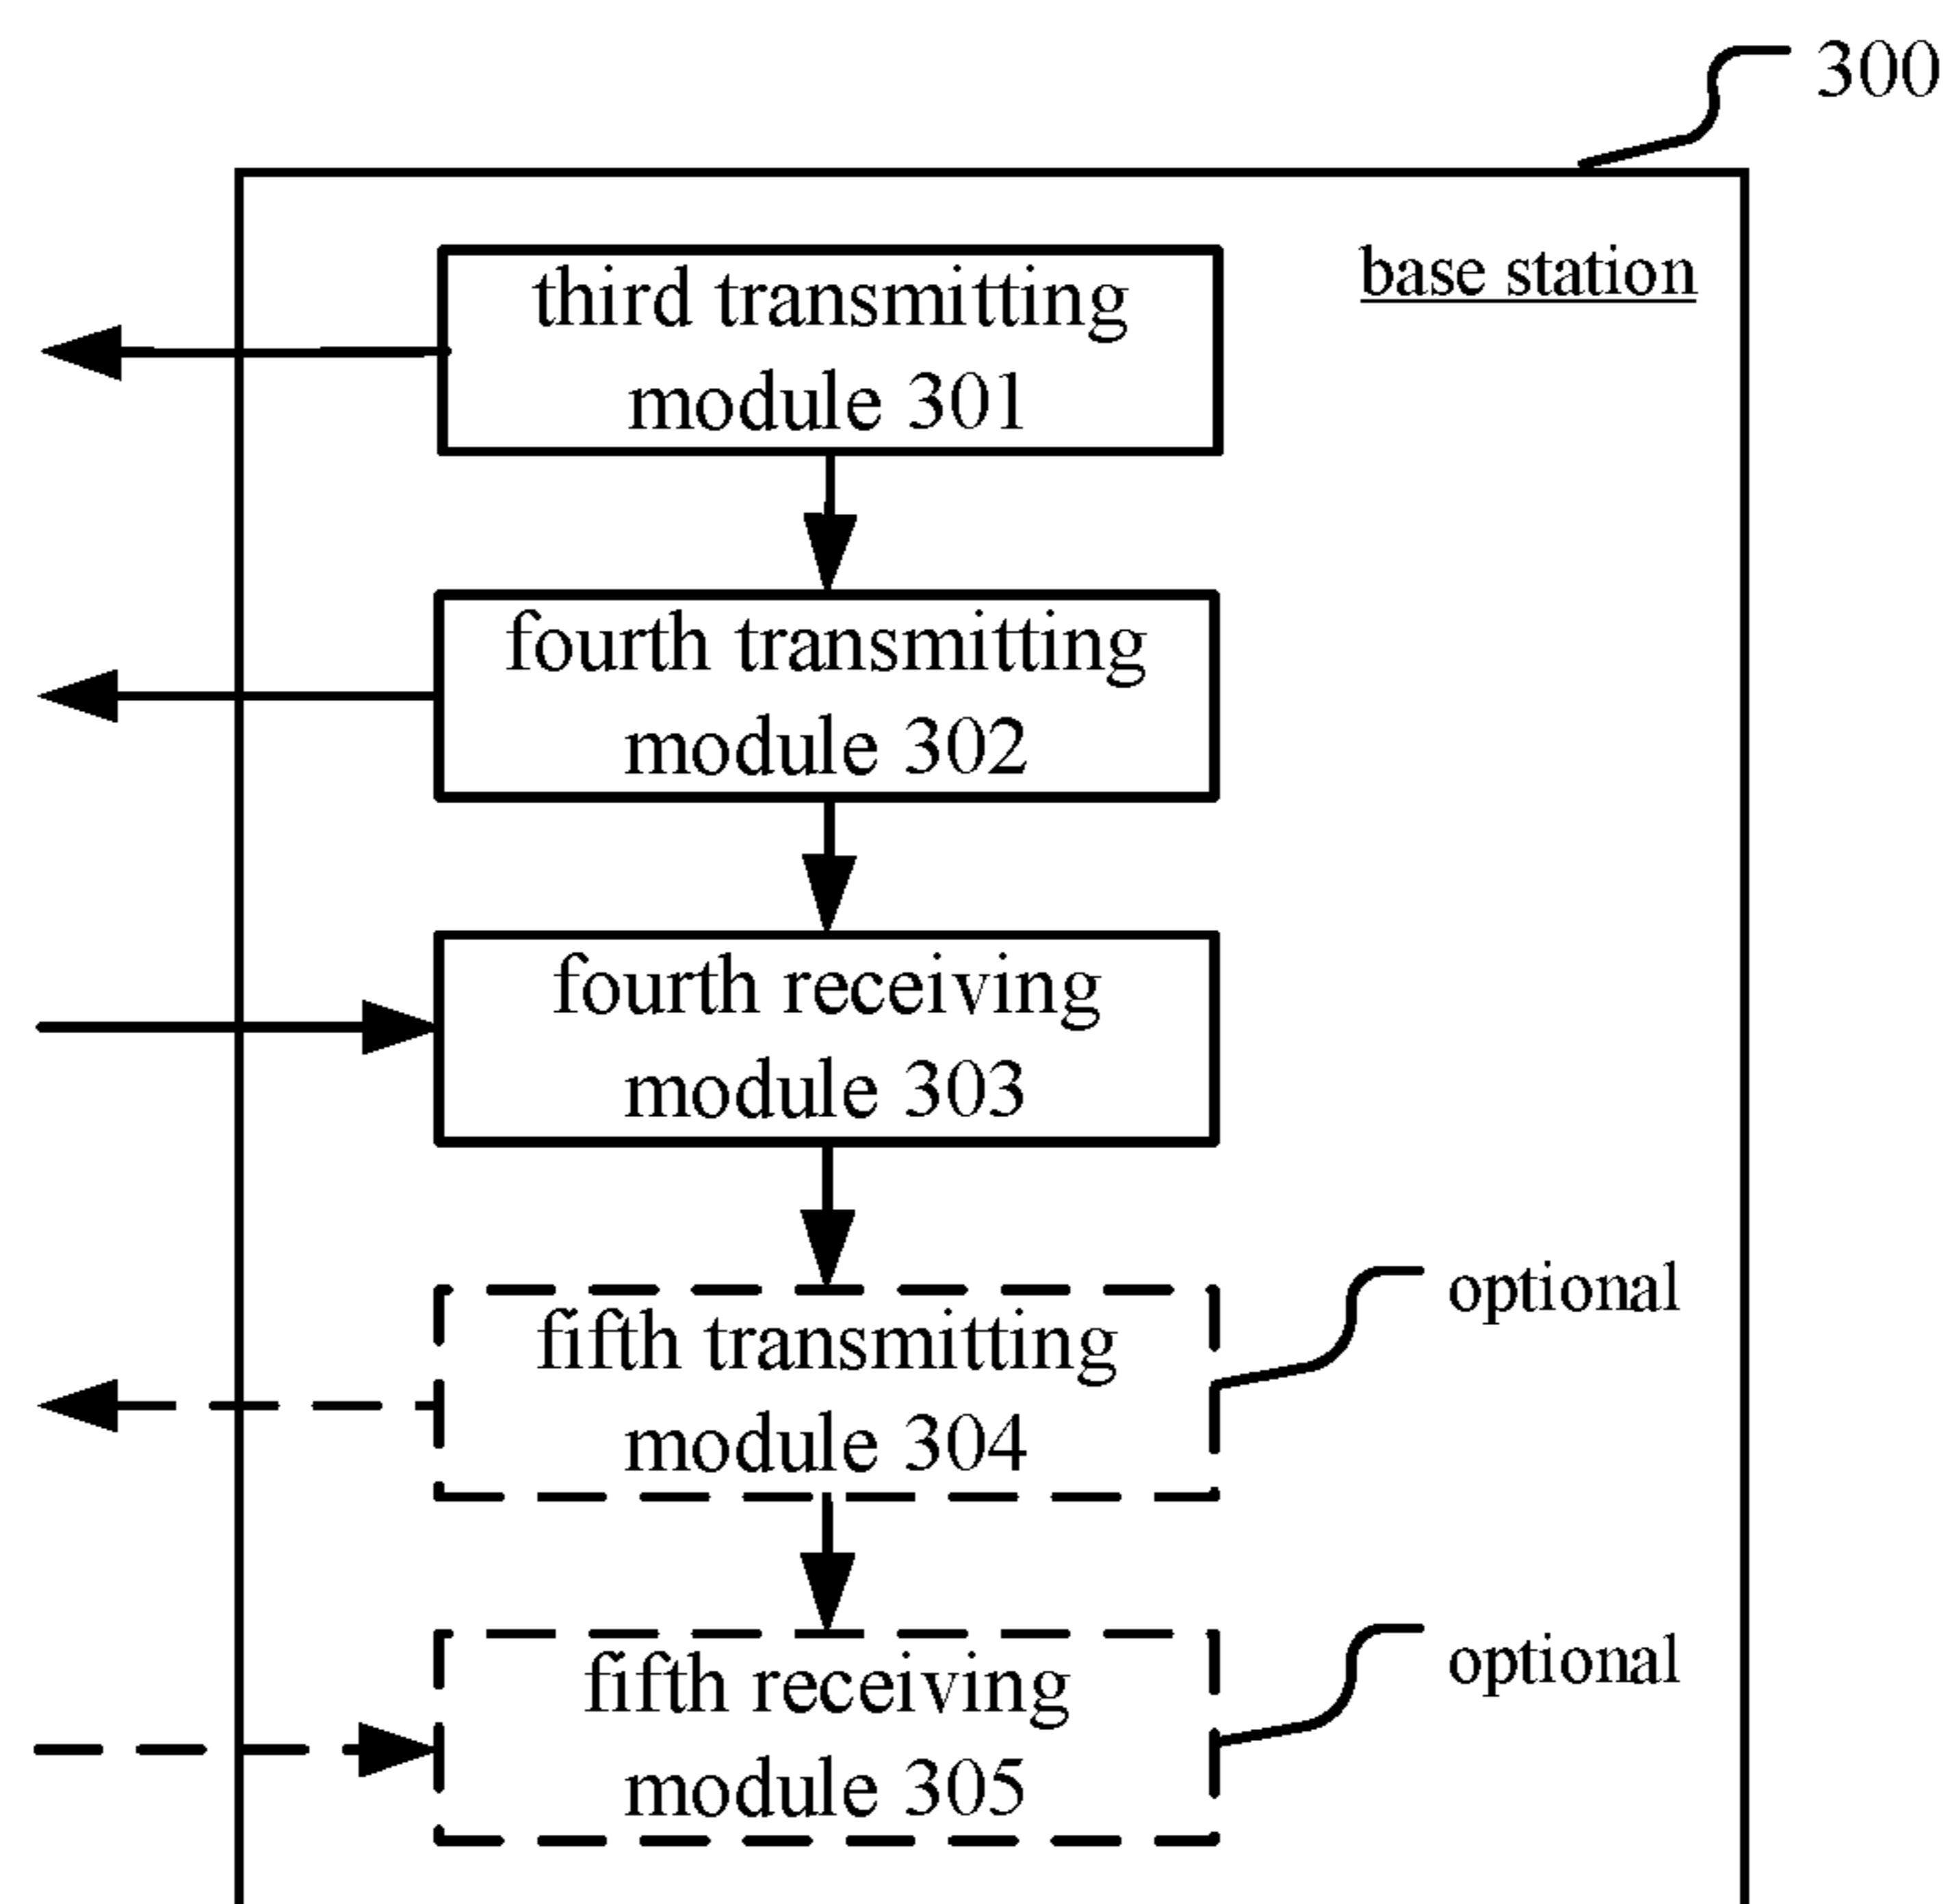 300
base station
third transmitting
module 301
fourth transmitting
module 302
fourth receiving
module 303
optional
fifth transmitting
module 304
optional
fifth receiving
module 305